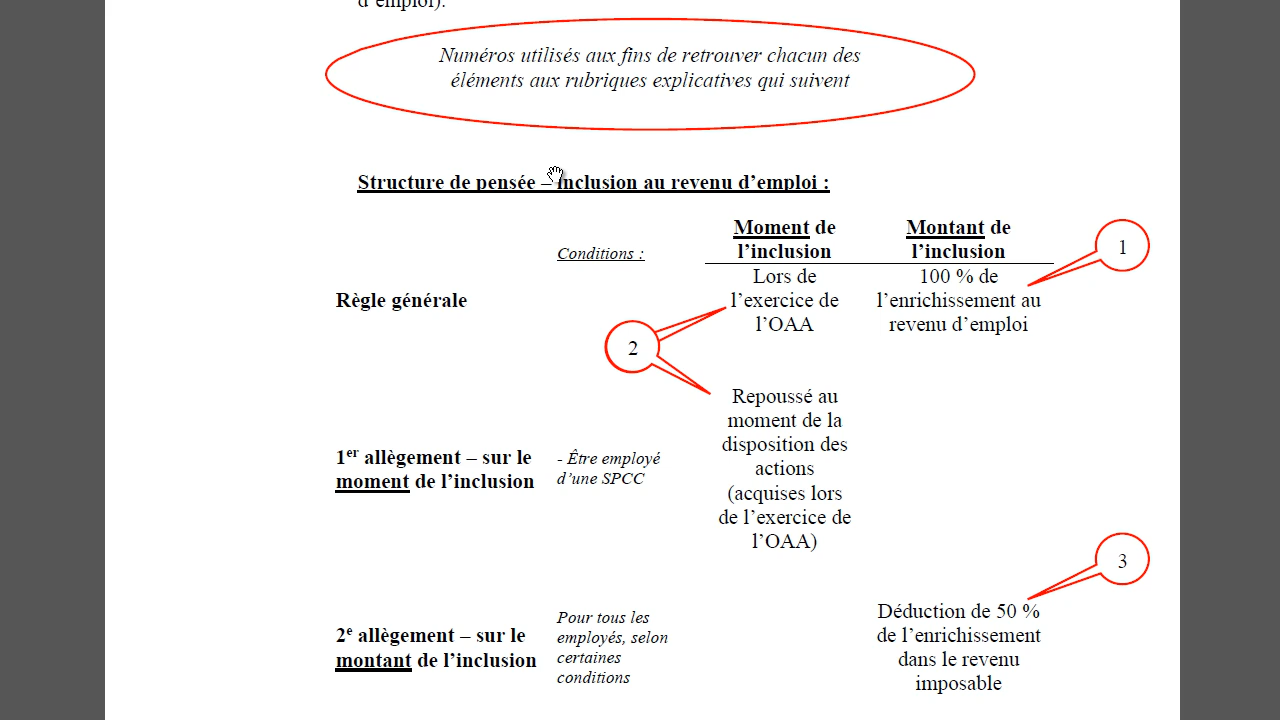 d'emploi).
Numéros utilisés aux fins de retrouver chacun des
éléments aux rubriques explicatives qui suivent
Structure de pensée – inclusion au revenu d'emploi :
Conditions :
Moment de
l'inclusion
Montant de
l'inclusion
1
Règle générale
Lors de
l'exercice de
l'OAA
100 % de
l'enrichissement au
revenu d'emploi
2
1er allègement – sur le
moment de l'inclusion
- Être employé
d'une SPCC
Repoussé au
moment de la
disposition des
actions
(acquises lors
de l'exercice de
l'OAA)
3
2e allègement – sur le
montant de l'inclusion
Pour tous les
employés, selon
certaines
conditions
Déduction de 50 %
de l'enrichissement
dans le revenu
imposable